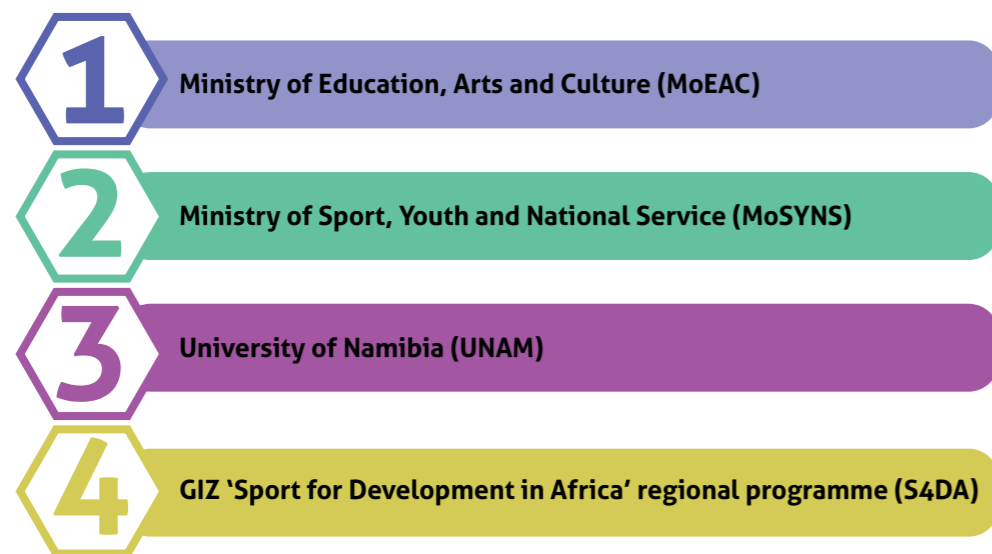 1
Ministry of Education, Arts and Culture (MoEAC)
2
Ministry of Sport, Youth and National Service (MoSYNS)
3
University of Namibia (UNAM)
4
GIZ ‘Sport for Development in Africa’ regional programme (S4DA)